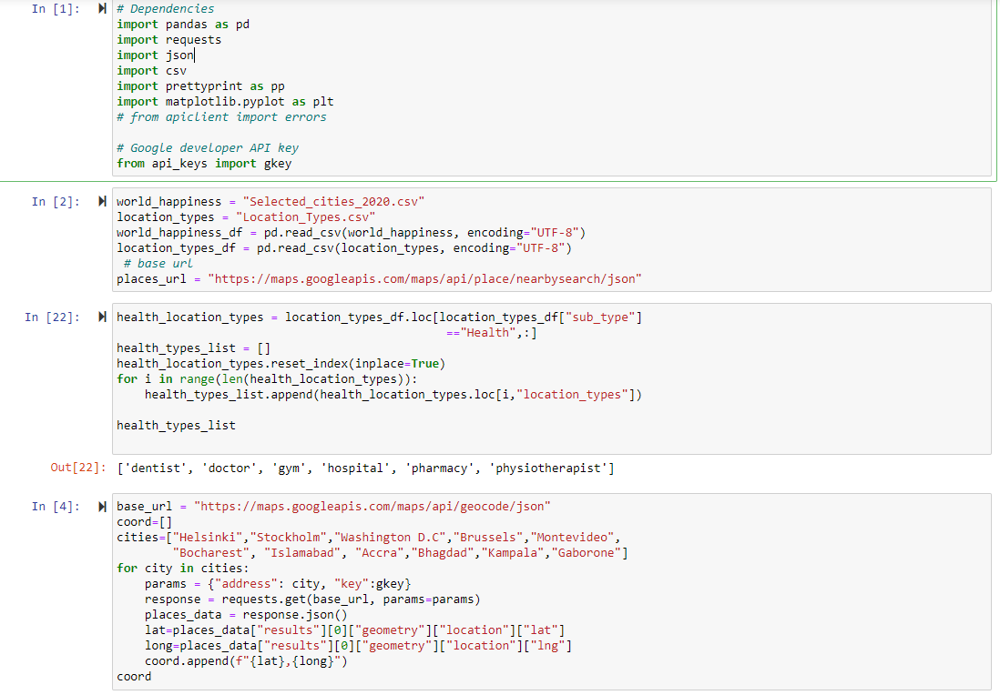 In [1]: # Dependencies
import pandas as pd
import requests
import json
import csv
import prettyprint as pp
import matplotlib.pyplot as plt
# from apiclient import errors
# Google developer API key
from api_keys import gkey
In [2]: world_happiness = "Selected_cities_2020.csv"
location_types = "Location_Types.csv"
world_happiness_df = pd.read_csv(world_happiness, encoding="UTF-8")
location_types_df = pd.read_csv(location_types, encoding="UTF-8")
# base url
places_url = "https://maps.googleapis.com/maps/api/place/nearbysearch/json"
In [22]: health_location_types = location_types_df.loc[location_types_df["sub_type"]
=="Health",:]
health_types_list = []
health_location_types.reset_index(inplace=True)
for i in range(len(health_location_types)):
health_types_list.append(health_location_types.loc[i,"location_types"])
health_types_list
Out[22]: ['dentist', 'doctor', 'gym', 'hospital', 'pharmacy', 'physiotherapist']
In [4]: base_url = "https://maps.googleapis.com/maps/api/geocode/json"
coord=[]
cities=["Helsinki","Stockholm","Washington D.C","Brussels","Montevideo",
"Bocharest", "Islamabad", "Accra","Bhagdad","Kampala","Gaborone"]
for city in cities:
params = {"address": city, "key":gkey}
response = requests.get(base_url, params=params)
places_data = response.json()
lat=places_data["results"][0]["geometry"]["location"]["lat"]
long=places_data["results"][0]["geometry"]["location"]["lng"]
coord.append(f"{lat},{long}")
coord